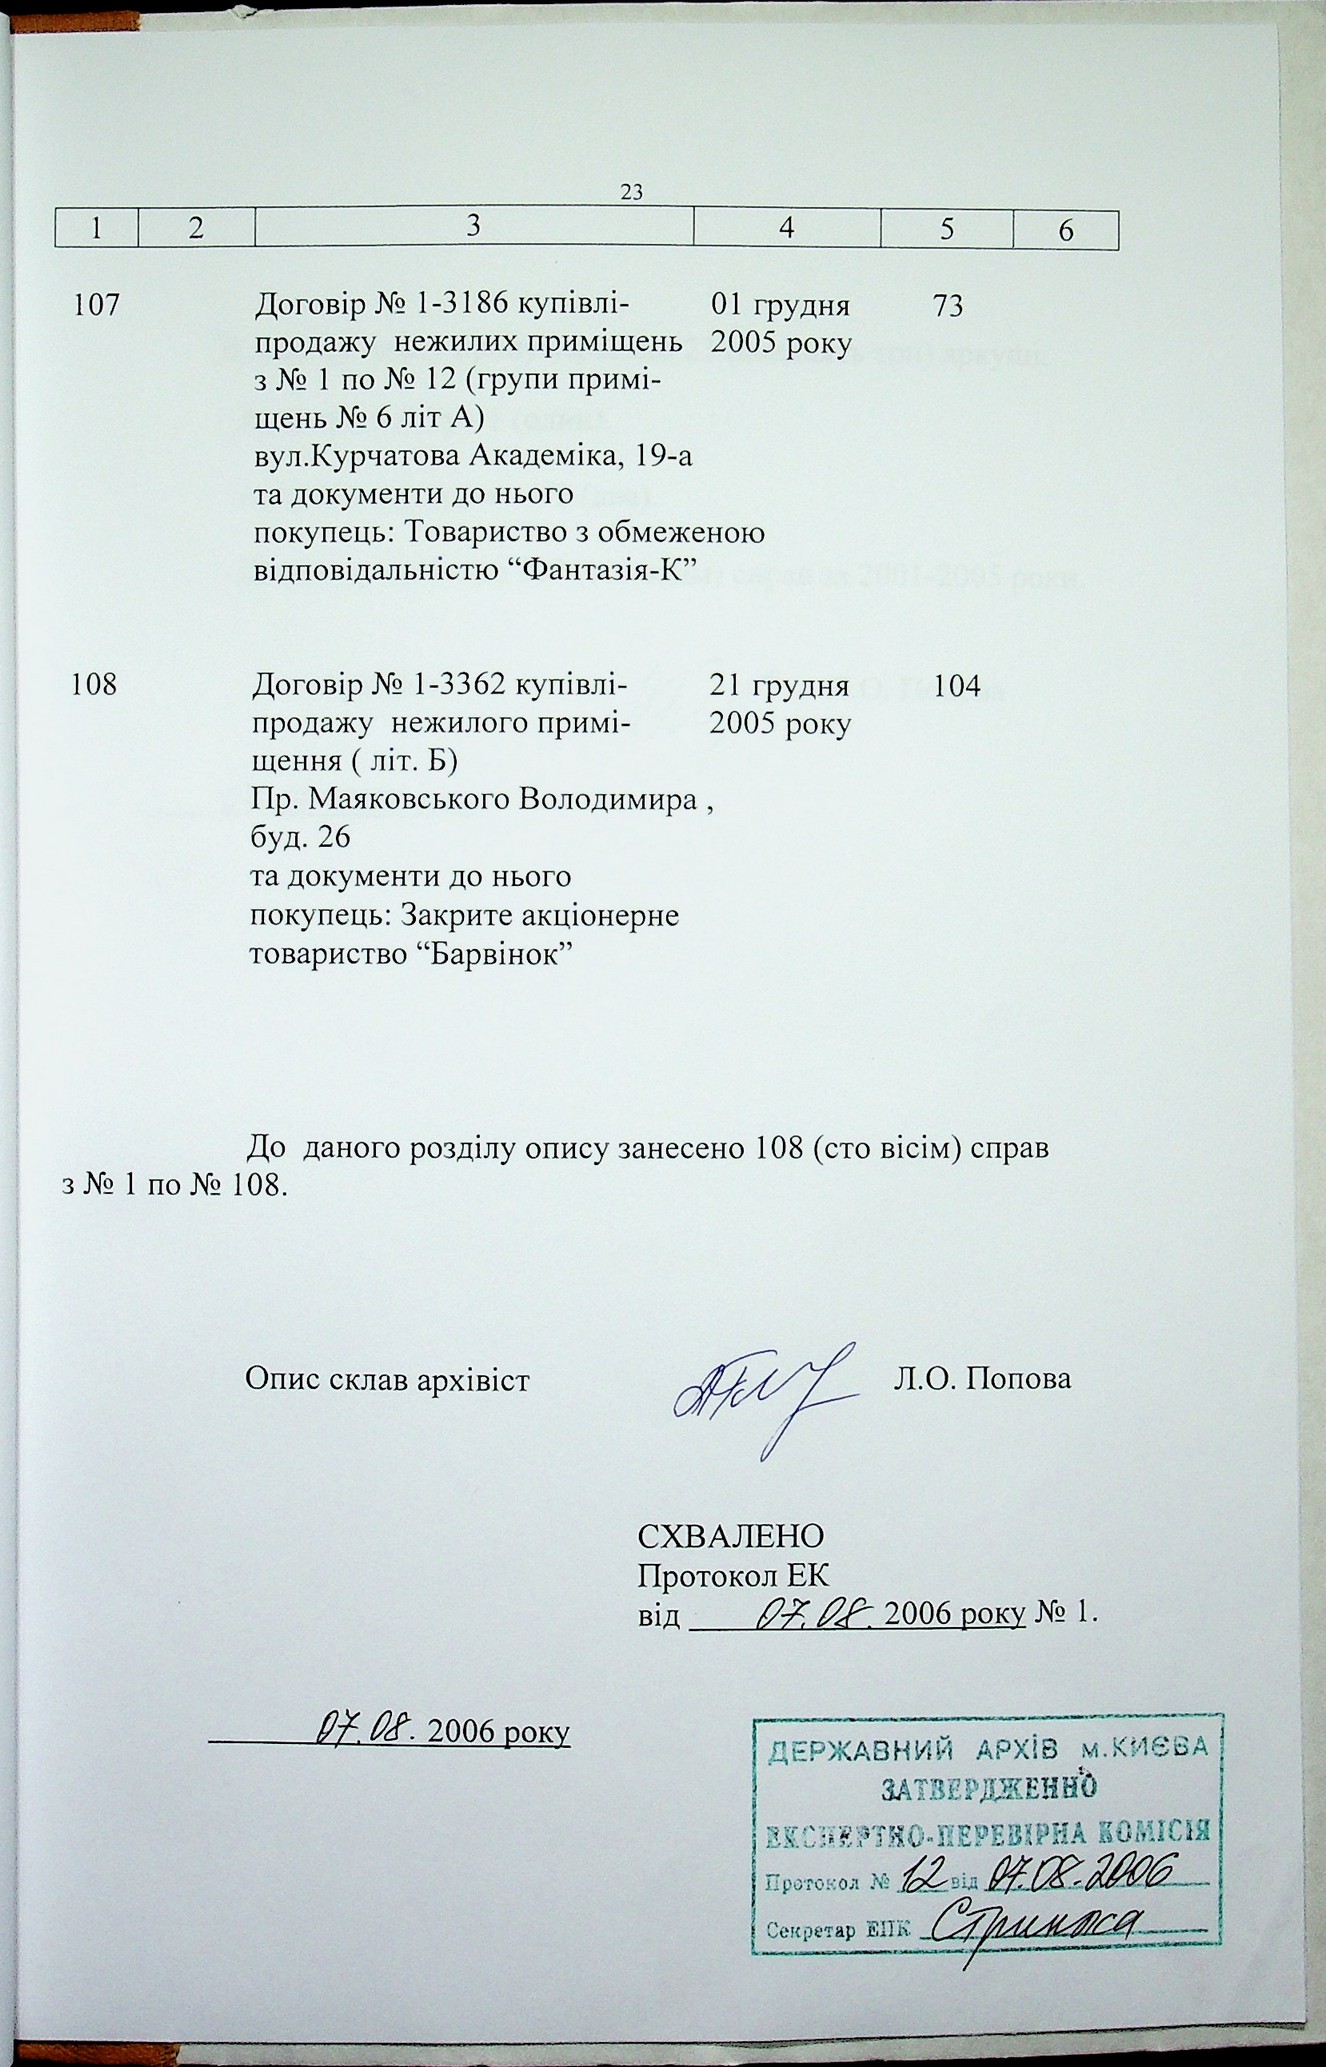 23
1 2 3 4 5 6
107 Договір № 1-3186 купівлі- 01 грудня 73
продажу нежилих приміщень 2005 року
з № 1 по № 12 (групи примі-
щень № 6 літ А)
вул.Курчатова Академіка, 19-а
та документи до нього
покупець: Товариство з обмеженою
відповідальністю “Фантазія-К”
108 Договір № 1-3362 купівлі- 21 грудня 104
продажу нежилого примі- 2005 року
щення ( літ. Б)
Пр. Маяковського Володимира ,
буд. 26
та документи до нього
покупець: Закрите акціонерне
товариство “Барвінок”
До даного розділу опису занесено 108 (сто вісім) справ
з № 1 по № 108.
Опис склав архівіст Л.О. Попова
СХВАЛЕНО
Протокол ЕК
від 07.08. 2006 року № 1.
07.08. 2006 року
ДЕРЖАВНИЙ АРХІВ м.КИЄВА
ЗАТВЕРДЖЕННО
ЕКСПЕРТНО-ПЕРЕВІРНА КОМІСІЯ
Протокол № 12 від 07.08.2006
Секретар ЕПК